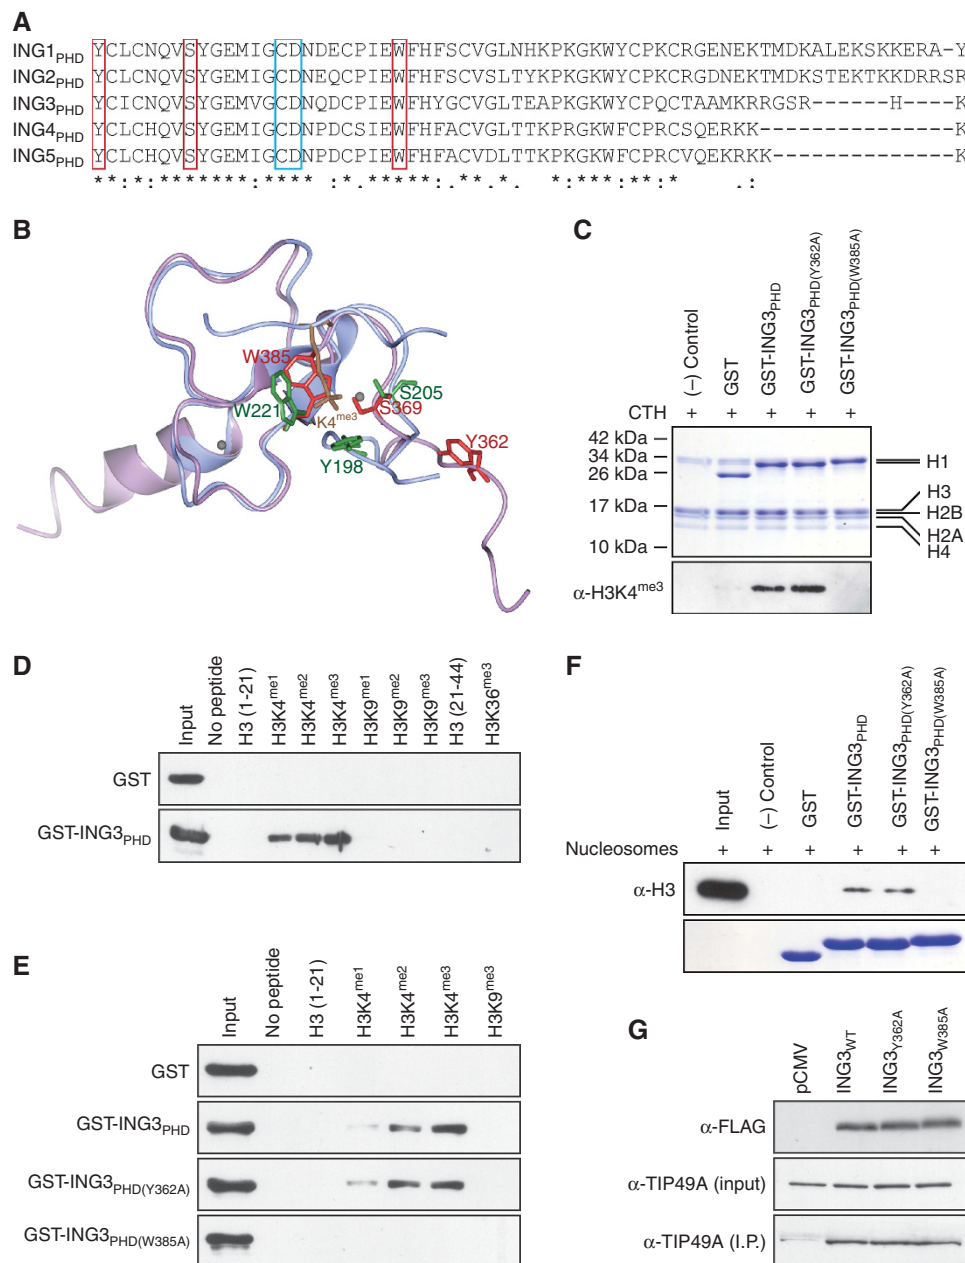 A
ING1PHD YCLCNQVSYGEMIGCDNDECPIEWFHFSCVGLNHKPKGKWYCPKCRGENEKTMDKALEKSKKERA-Y
ING2PHD YCLCNQVSYGEMIGCDNEQCPIEWFHFSCVSLTYKPKGKWYCPKCRGDNEKTMDKSTEKTKKDRRSR
ING3PHD YCICNQVSYGEMVGCDNQDCPIEWFHYGCVGLTEAPKGKWYCPQCTAAMKRRGSR------H--K
ING4PHD YCLCHQVSYGEMIGCDNPDCSIEWFHFACVGLTTKPRGKWFCPRCSQERKK---------------K
ING5PHD YCLCHQVSYGEMIGCDNPDCPIEWFHFACVDLTTKPKGKWFCPRCVQEKRKK--------------K
**:*:*******:**** :.*:******:.**.*. **:****:**:* .:
B
W385
W221
K4me3
S205
S369
Y198
Y362
C
(–) Control
GST
GST-ING3PHD
GST-ING3PHD(Y362A)
GST-ING3PHD(W385A)
CTH + + + + +
42 kDa
34 kDa
26 kDa
17 kDa
10 kDa
H1
H3
H2B
H2A
H4
α-H3K4me3
D
Input
No peptide
H3 (1-21)
H3K4me1
H3K4me2
H3K4me3
H3K9me1
H3K9me2
H3K9me3
H3 (21-44)
H3K36me3
GST
GST-ING3PHD
E
Input
No peptide
H3 (1-21)
H3K4me1
H3K4me2
H3K4me3
H3K9me3
GST
GST-ING3PHD
GST-ING3PHD(Y362A)
GST-ING3PHD(W385A)
F
Input
(–) Control
GST
GST-ING3PHD
GST-ING3PHD(Y362A)
GST-ING3PHD(W385A)
Nucleosomes + + + + + +
α-H3
G
pCMV
ING3WT
ING3Y362A
ING3W385A
α-FLAG
α-TIP49A (input)
α-TIP49A (I.P.)